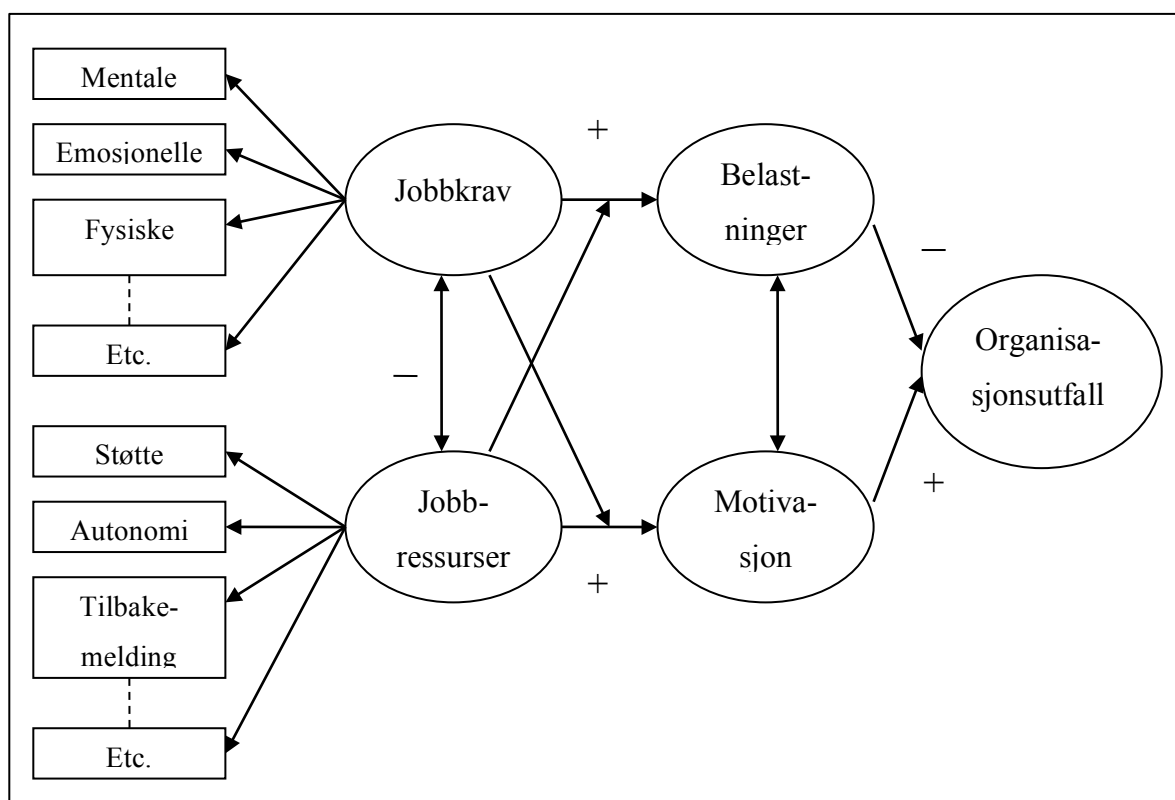 Mentale
Emosjonelle
Fysiske
Etc.
Støtte
Autonomi
Tilbake-
melding
Etc.
Jobbkrav
–
Jobb-
ressurser
+
+
Belast-
ninger
Motiva-
sjon
–
+
Organisa-
sjonsutfall